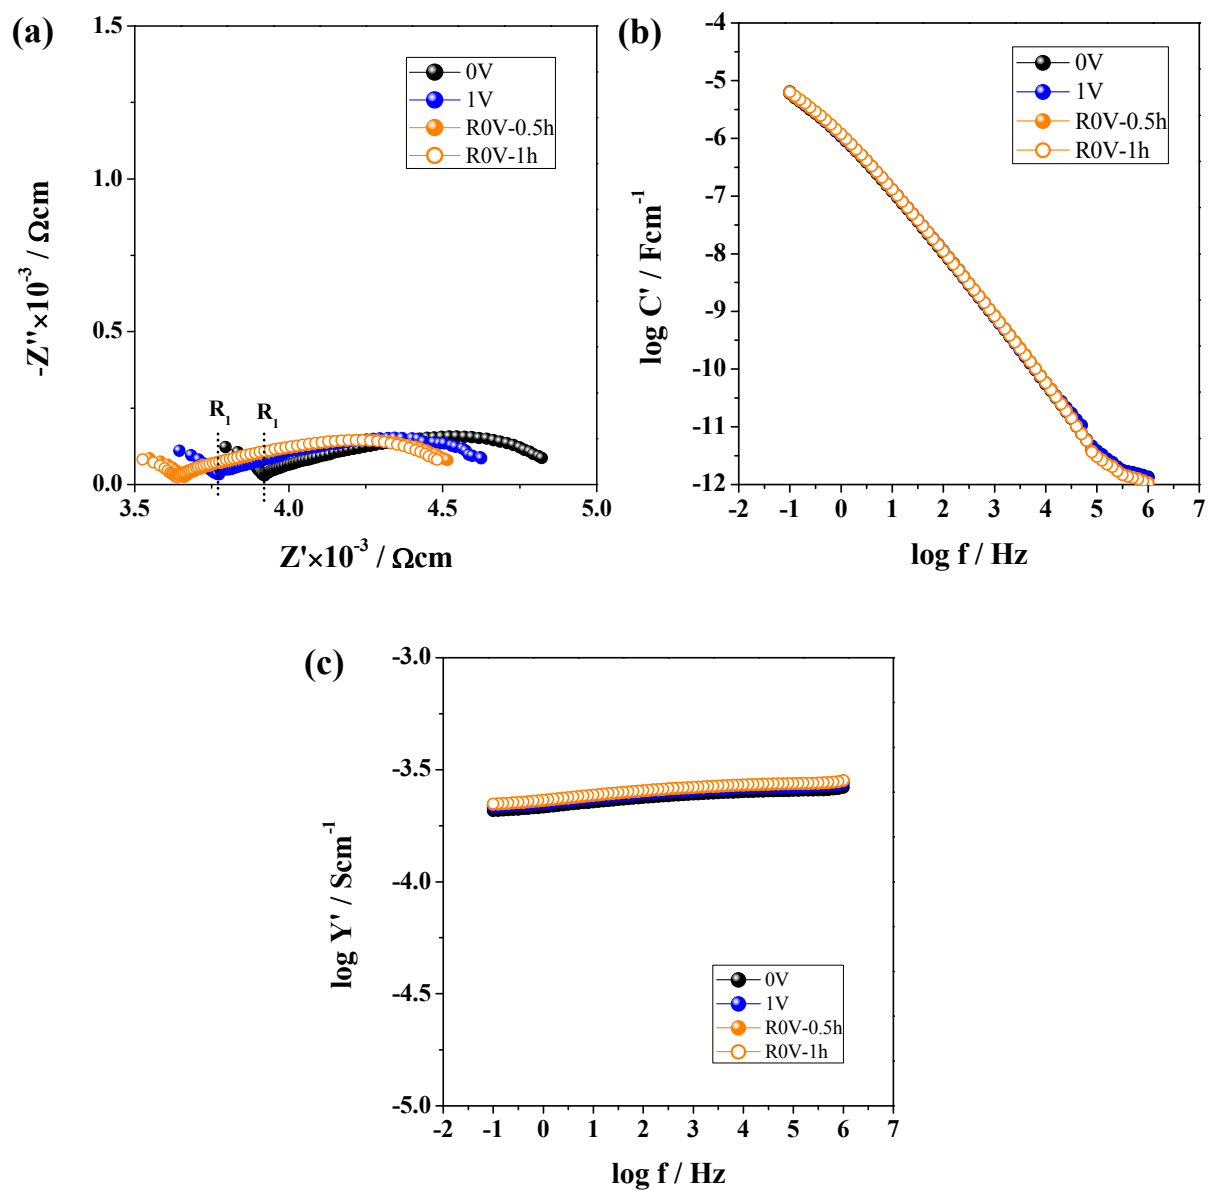 (a)
1.5
1.0
0.5
0.0
-Z''×10⁻³ / Ωcm
0V
1V
R0V-0.5h
R0V-1h
R₁
R₁
3.5
4.0
4.5
5.0
Z'×10⁻³ / Ωcm
(b)
-4
-5
-6
-7
-8
-9
-10
-11
-12
log C' / Fcm⁻¹
0V
1V
R0V-0.5h
R0V-1h
-2
-1
0
1
2
3
4
5
6
7
log f / Hz
(c)
-3.0
-3.5
-4.0
-4.5
-5.0
log Y' / Scm⁻¹
0V
1V
R0V-0.5h
R0V-1h
-2
-1
0
1
2
3
4
5
6
7
log f / Hz